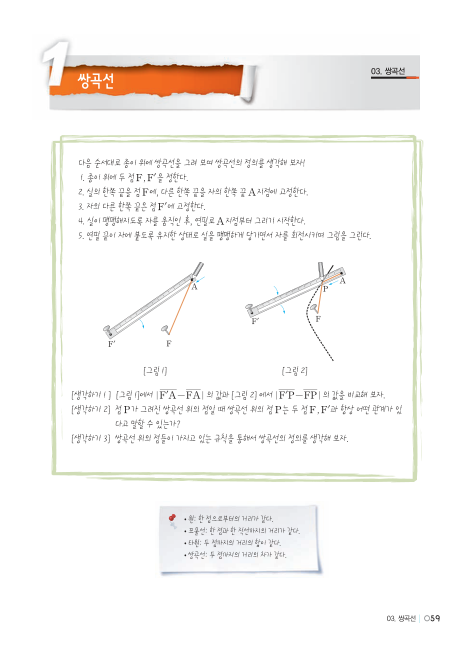 03. 쌍곡선
1
쌍곡선
다음 순서대로 종이 위에 쌍곡선을 그려 보며 쌍곡선의 정의를 생각해 보자!
1. 종이 위에 두 점 F, F′을 정한다.
2. 실의 한쪽 끝을 점 F에, 다른 한쪽 끝을 자의 한쪽 끝 A지점에 고정한다.
3. 자의 다른 한쪽 끝은 점 F′에 고정한다.
4. 실이 팽팽해지도록 자를 움직인 후, 연필로 A지점부터 그리기 시작한다.
5. 연필 끝이 자에 붙도록 유지한 상태로 실을 팽팽하게 당기면서 자를 회전시키며 그림을 그린다.
A
F′
F
A
P
F′
F
[그림 1]
[그림 2]
[생각하기 1] [그림 1]에서 |F′A−FA| 의 값과 [그림 2]에서 |F′P−FP| 의 값을 비교해 보자.
[생각하기 2] 점 P가 그려진 쌍곡선 위의 점일 때 쌍곡선 위의 점 P는 두 점 F, F′과 항상 어떤 관계가 있
다고 말할 수 있는가?
[생각하기 3] 쌍곡선 위의 점들이 가지고 있는 규칙을 통해서 쌍곡선의 정의를 생각해 보자.
• 원: 한 점으로부터의 거리가 같다.
• 포물선: 한 점과 한 직선까지의 거리가 같다.
• 타원: 두 점까지의 거리의 합이 같다.
• 쌍곡선: 두 점까지의 거리의 차가 같다.
03. 쌍곡선 | 059